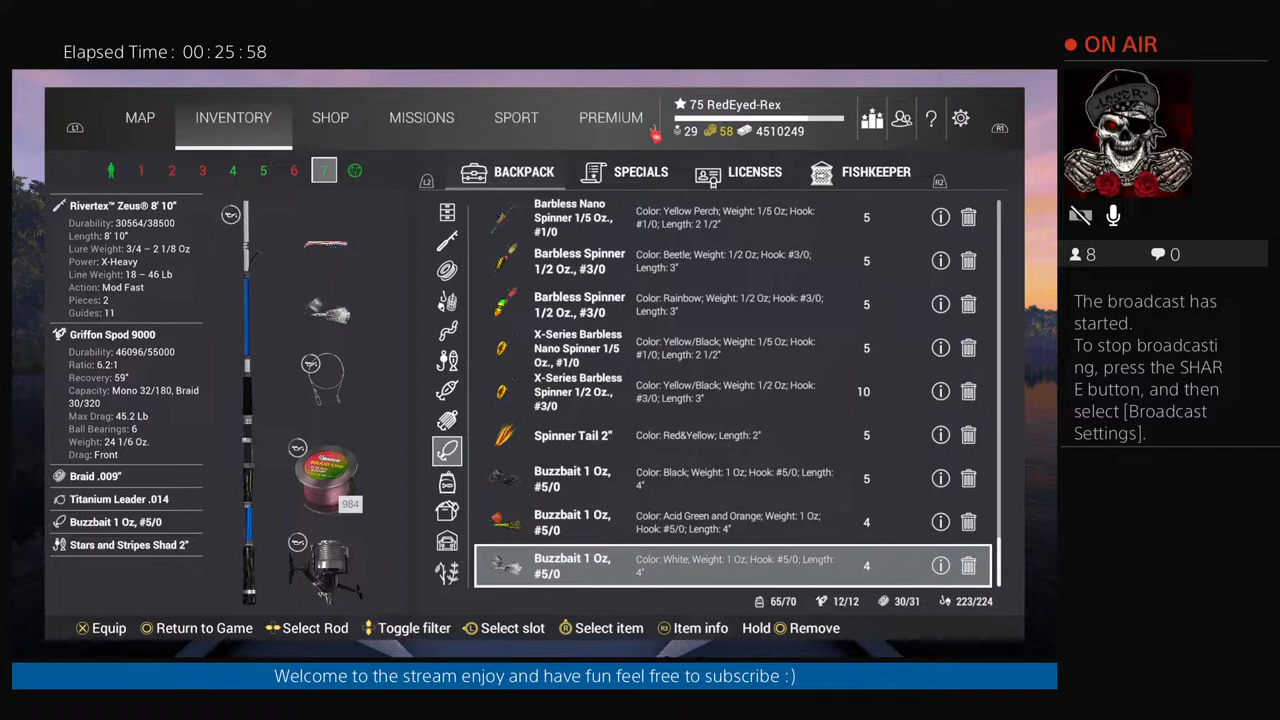 Elapsed Time: 00:25:58
ON AIR
L1
MAP
INVENTORY
SHOP
MISSIONS
SPORT
PREMIUM
75 RedEyed-Rex
29 58 4510249
?
R1
1 2 3 4 5 6 7
L2
BACKPACK
SPECIALS
LICENSES
FISHKEEPER
R2
Rivertex™ Zeus® 8' 10"
Durability: 30564/38500
Length: 8' 10"
Lure Weight: 3/4 – 2 1/8 Oz
Power: X-Heavy
Line Weight: 18 – 46 Lb
Action: Mod Fast
Pieces: 2
Guides: 11
Griffon Spod 9000
Durability: 46096/55000
Ratio: 6.2:1
Recovery: 59"
Capacity: Mono 32/180, Braid
30/320
Max Drag: 45.2 Lb
Ball Bearings: 6
Weight: 24 1/6 Oz.
Drag: Front
Braid .009"
Titanium Leader .014
Buzzbait 1 Oz, #5/0
Stars and Stripes Shad 2"
984
Barbless Nano
Spinner 1/5 Oz.,
#1/0
Color: Yellow Perch; Weight: 1/5 Oz; Hook:
#1/0; Length: 2 1/2"
5
Barbless Spinner
1/2 Oz., #3/0
Color: Beetle; Weight: 1/2 Oz; Hook: #3/0;
Length: 3"
5
Barbless Spinner
1/2 Oz., #3/0
Color: Rainbow; Weight: 1/2 Oz; Hook: #3/0;
Length: 3"
5
X-Series Barbless
Nano Spinner 1/5
Oz., #1/0
Color: Yellow/Black; Weight: 1/5 Oz; Hook:
#1/0; Length: 2 1/2"
5
X-Series Barbless
Spinner 1/2 Oz.,
#3/0
Color: Yellow/Black; Weight: 1/2 Oz; Hook:
#3/0; Length: 3"
10
Spinner Tail 2"
Color: Red&Yellow; Length: 2"
5
Buzzbait 1 Oz,
#5/0
Color: Black; Weight: 1 Oz; Hook: #5/0; Length:
4"
5
Buzzbait 1 Oz,
#5/0
Color: Acid Green and Orange; Weight: 1 Oz;
Hook: #5/0; Length: 4"
4
Buzzbait 1 Oz,
#5/0
Color: White; Weight: 1 Oz; Hook: #5/0; Length:
4"
4
65/70 12/12 30/31 223/224
Equip Return to Game Select Rod Toggle filter L Select slot R Select item R3 Item info Hold Remove
Welcome to the stream enjoy and have fun feel free to subscribe :)
LOSER
8 0
The broadcast has
started.
To stop broadcasti
ng, press the SHAR
E button, and then
select [Broadcast
Settings].